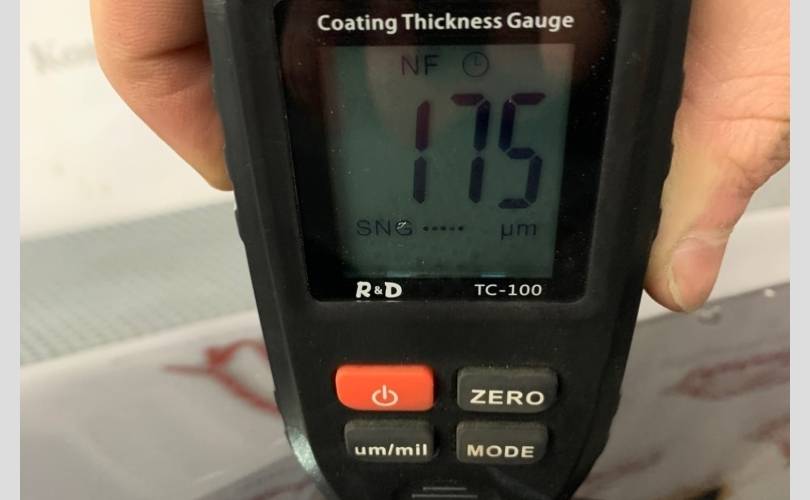 Coating Thickness Gauge
NF
175
SNG ····· µm
R&D TC-100
ZERO
um/mil MODE